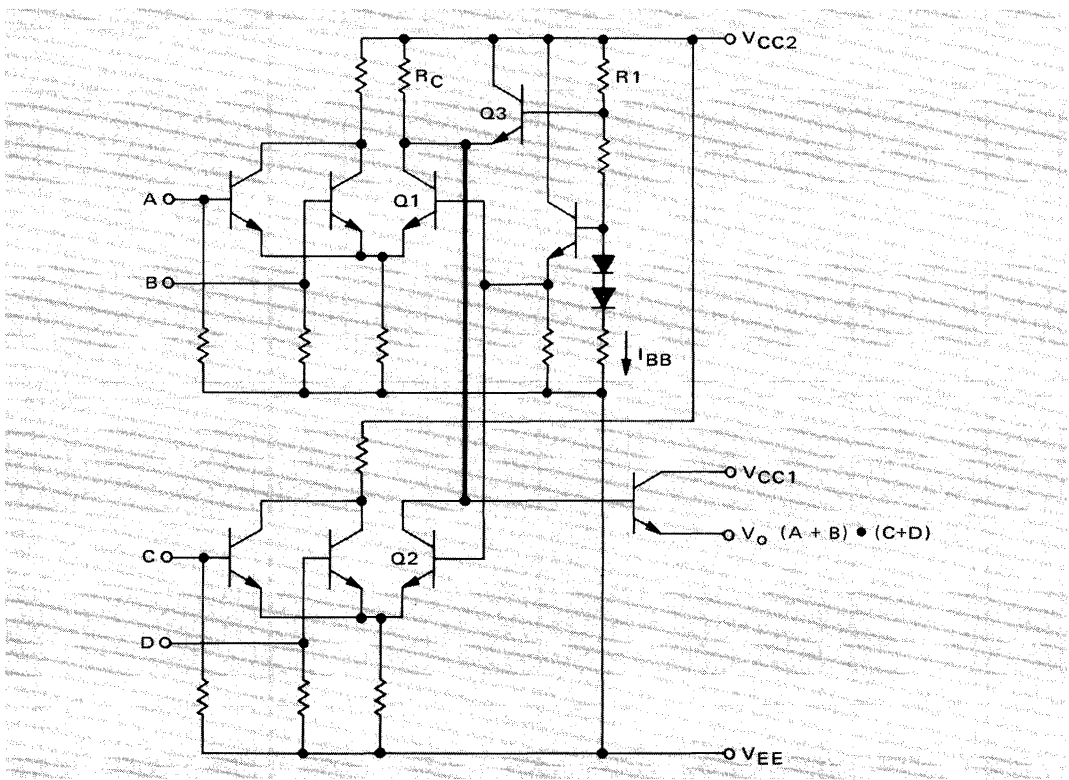 VCC2
RC
R1
Q3
A
Q1
B
IBB
VCC1
C
Q2
Vo (A + B) • (C+D)
D
VEE